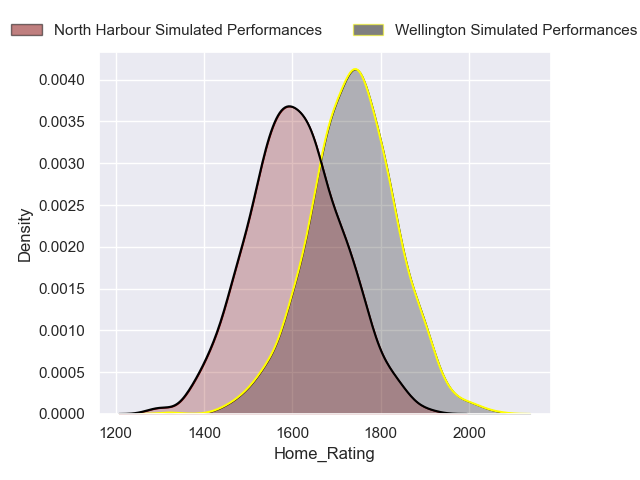 North Harbour Simulated Performances
Wellington Simulated Performances
0.0040
0.0035
0.0030
0.0025
0.0020
0.0015
0.0010
0.0005
0.0000
Density
1200 1400 1600 1800 2000
Home_Rating